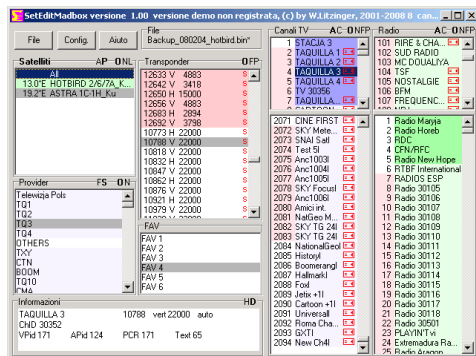 SetEditMadbox versione 1.00 versione demo non registrata, (c) by W.Litzinger, 2001-2008 8 can...
File
Config.
Aiuto
File
Backup_080204_hotbird.bin*
Satelliti AP ONL
All
13.0°E HOTBIRD 2/6/7A_K...
19.2°E ASTRA 1C-1H_Ku
Provider FS ON
Telewizja Pols
TQ1
TQ2
TQ3
TQ4
OTHERS
TXY
CTN
BOOM
TQ10
CMA
Transponder OFP
12633 V 4883 S
12642 V 3418 S
12650 H 15000 S
12656 V 4883 S
12683 H 2894 S
12692 V 3798 S
10773 H 22000
10788 V 22000 S
10818 V 22000 S
10832 H 22000 S
10847 V 22000 S
10862 H 22000 S
10876 V 22000 S
10921 H 22000 S
10979 V 22000 S
FAV
FAV 1
FAV 2
FAV 3
FAV 4
FAV 5
FAV 6
Informazioni HD
TAQUILLA 3 10788 vert 22000 auto
CND 30352
VPid 171 APid 124 PCR 171 Text 65
Canali TV AC ONFP
1 STACJA 3
2 TAQUILLA 1
3 TAQUILLA 2
4 TAQUILLA 3
5 TAQUILLA 4
6 TV 30356
7 TAQUILLA...
2071 CINE FIRST
2072 SKY Mete...
2073 SNAI Sat!
2074 Test 5!
2075 Anc1003!
2076 Anc1004!
2077 Anc1005!
2078 SKY Focus!
2079 Anc1006!
2080 Amici int.
2081 NatGeo M...
2082 SKY TG 24!
2083 SKY TG 24!
2084 NationalGeo!
2085 History!
2086 Boomerang!
2087 Hallmark!
2088 Fox!
2089 Jetix +1!
2090 Cartoon +1!
2091 Universal!
2092 Roma Cha...
2093 GXT!
2094 New Ch4!
Radio AC ONFP
101 RIRE & CHA...
102 SUD RADIO
103 MC DOUALIYA
104 TSF
105 NOSTALGIE
106 BFM
107 FREQUENC...
1 Radio Maryja
2 Radio Horeb
3 RDC
4 CFN/RFC
5 Radio New Hope
6 RTBF International
7 RADIOS ESP
8 Radio 30105
9 Radio 30106
10 Radio 30107
11 Radio 30108
12 Radio 30109
13 Radio 30110
14 Radio 30111
15 Radio 30112
16 Radio 30113
17 Radio 30114
18 Radio 30115
19 Radio 30116
20 Radio 30117
21 Radio 30118
22 Radio 30501
23 PLAYIN'T vi
24 Extremadura Ra...
25 Radio Aragon